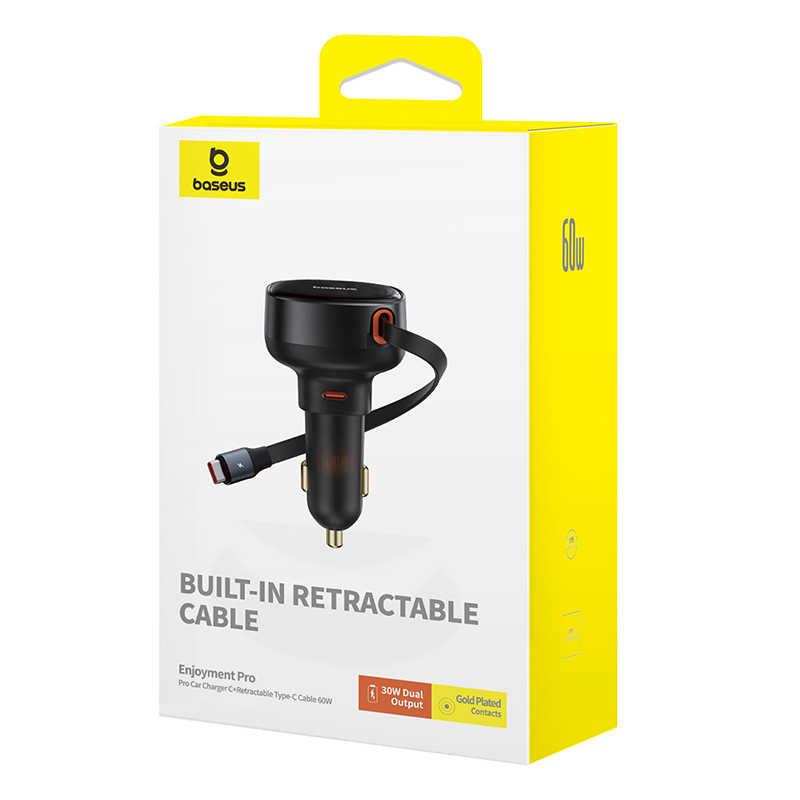 baseus
60W
baseus
BUILT-IN RETRACTABLE
CABLE
Enjoyment Pro
Pro Car Charger C+Retractable Type-C Cable 60W
30W Dual
Output
Gold Plated
Contacts